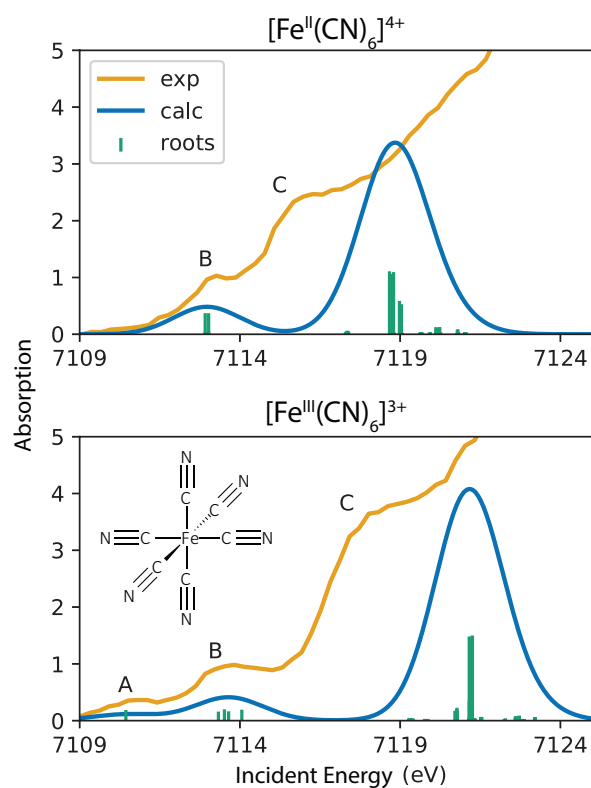 [Fe^II(CN)_6]^4+
5
4
3
2
1
0
exp
calc
roots
B
C
7109 7114 7119 7124
Absorption
[Fe^III(CN)_6]^3+
5
4
3
2
1
0
N N
C C
N C Fe C N
C C
N N
A
B
C
7109 7114 7119 7124
Incident Energy (eV)